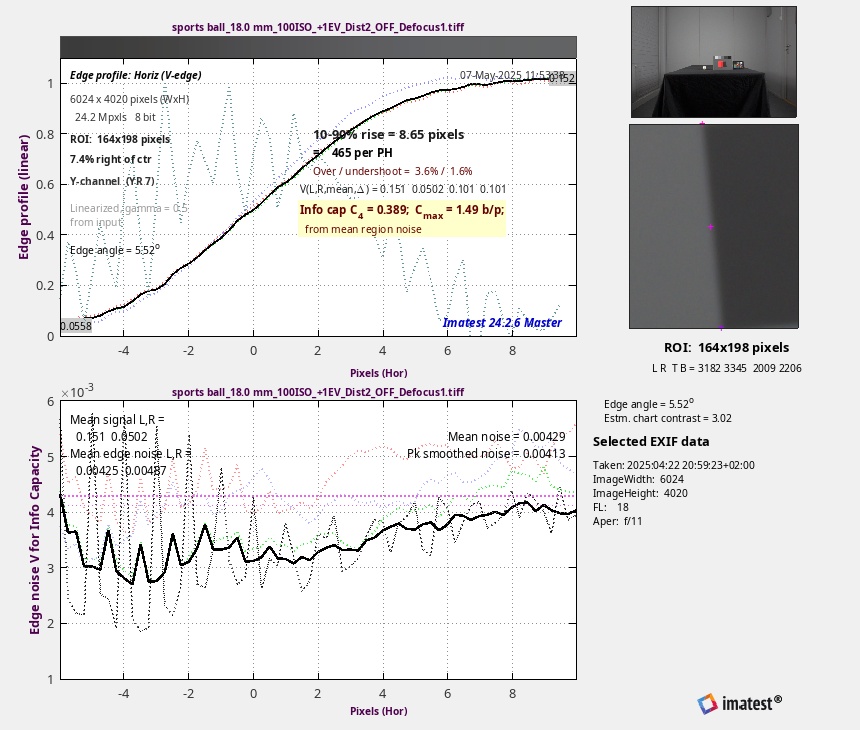 sports ball_18.0 mm_100ISO_+1EV_Dist2_OFF_Defocus1.tiff
Edge profile: Horiz (V-edge)
07-May-2025 11:53:38
0.152
6024 x 4020 pixels (WxH)
24.2 Mpxls 8 bit
ROI: 164x198 pixels
7.4% right of ctr
Y-channel (YR 7)
Linearized, gamma = 0.5
from input
Edge angle = 5.52°
10-90% rise = 8.65 pixels
= 465 per PH
Over / undershoot = 3.6% / 1.6%
V(L,R,mean,Δ) = 0.151 0.0502 0.101 0.101
Info cap C4 = 0.389; Cmax = 1.49 b/p;
from mean region noise
0.0558
Imatest 24.2.6 Master
Edge profile (linear)
1
0.8
0.6
0.4
0.2
0
-4 -2 0 2 4 6 8
Pixels (Hor)
ROI: 164x198 pixels
L R T B = 3182 3345 2009 2206
×10-3
sports ball_18.0 mm_100ISO_+1EV_Dist2_OFF_Defocus1.tiff
Mean signal L,R =
0.151 0.0502
Mean edge noise L,R =
0.00425 0.00487
Mean noise = 0.00429
Pk smoothed noise = 0.00413
Edge noise V for Info Capacity
6
5
4
3
2
1
-4 -2 0 2 4 6 8
Pixels (Hor)
Edge angle = 5.52°
Estm. chart contrast = 3.02
Selected EXIF data
Taken: 2025:04:22 20:59:23+02:00
ImageWidth: 6024
ImageHeight: 4020
FL: 18
Aper: f/11
imatest®